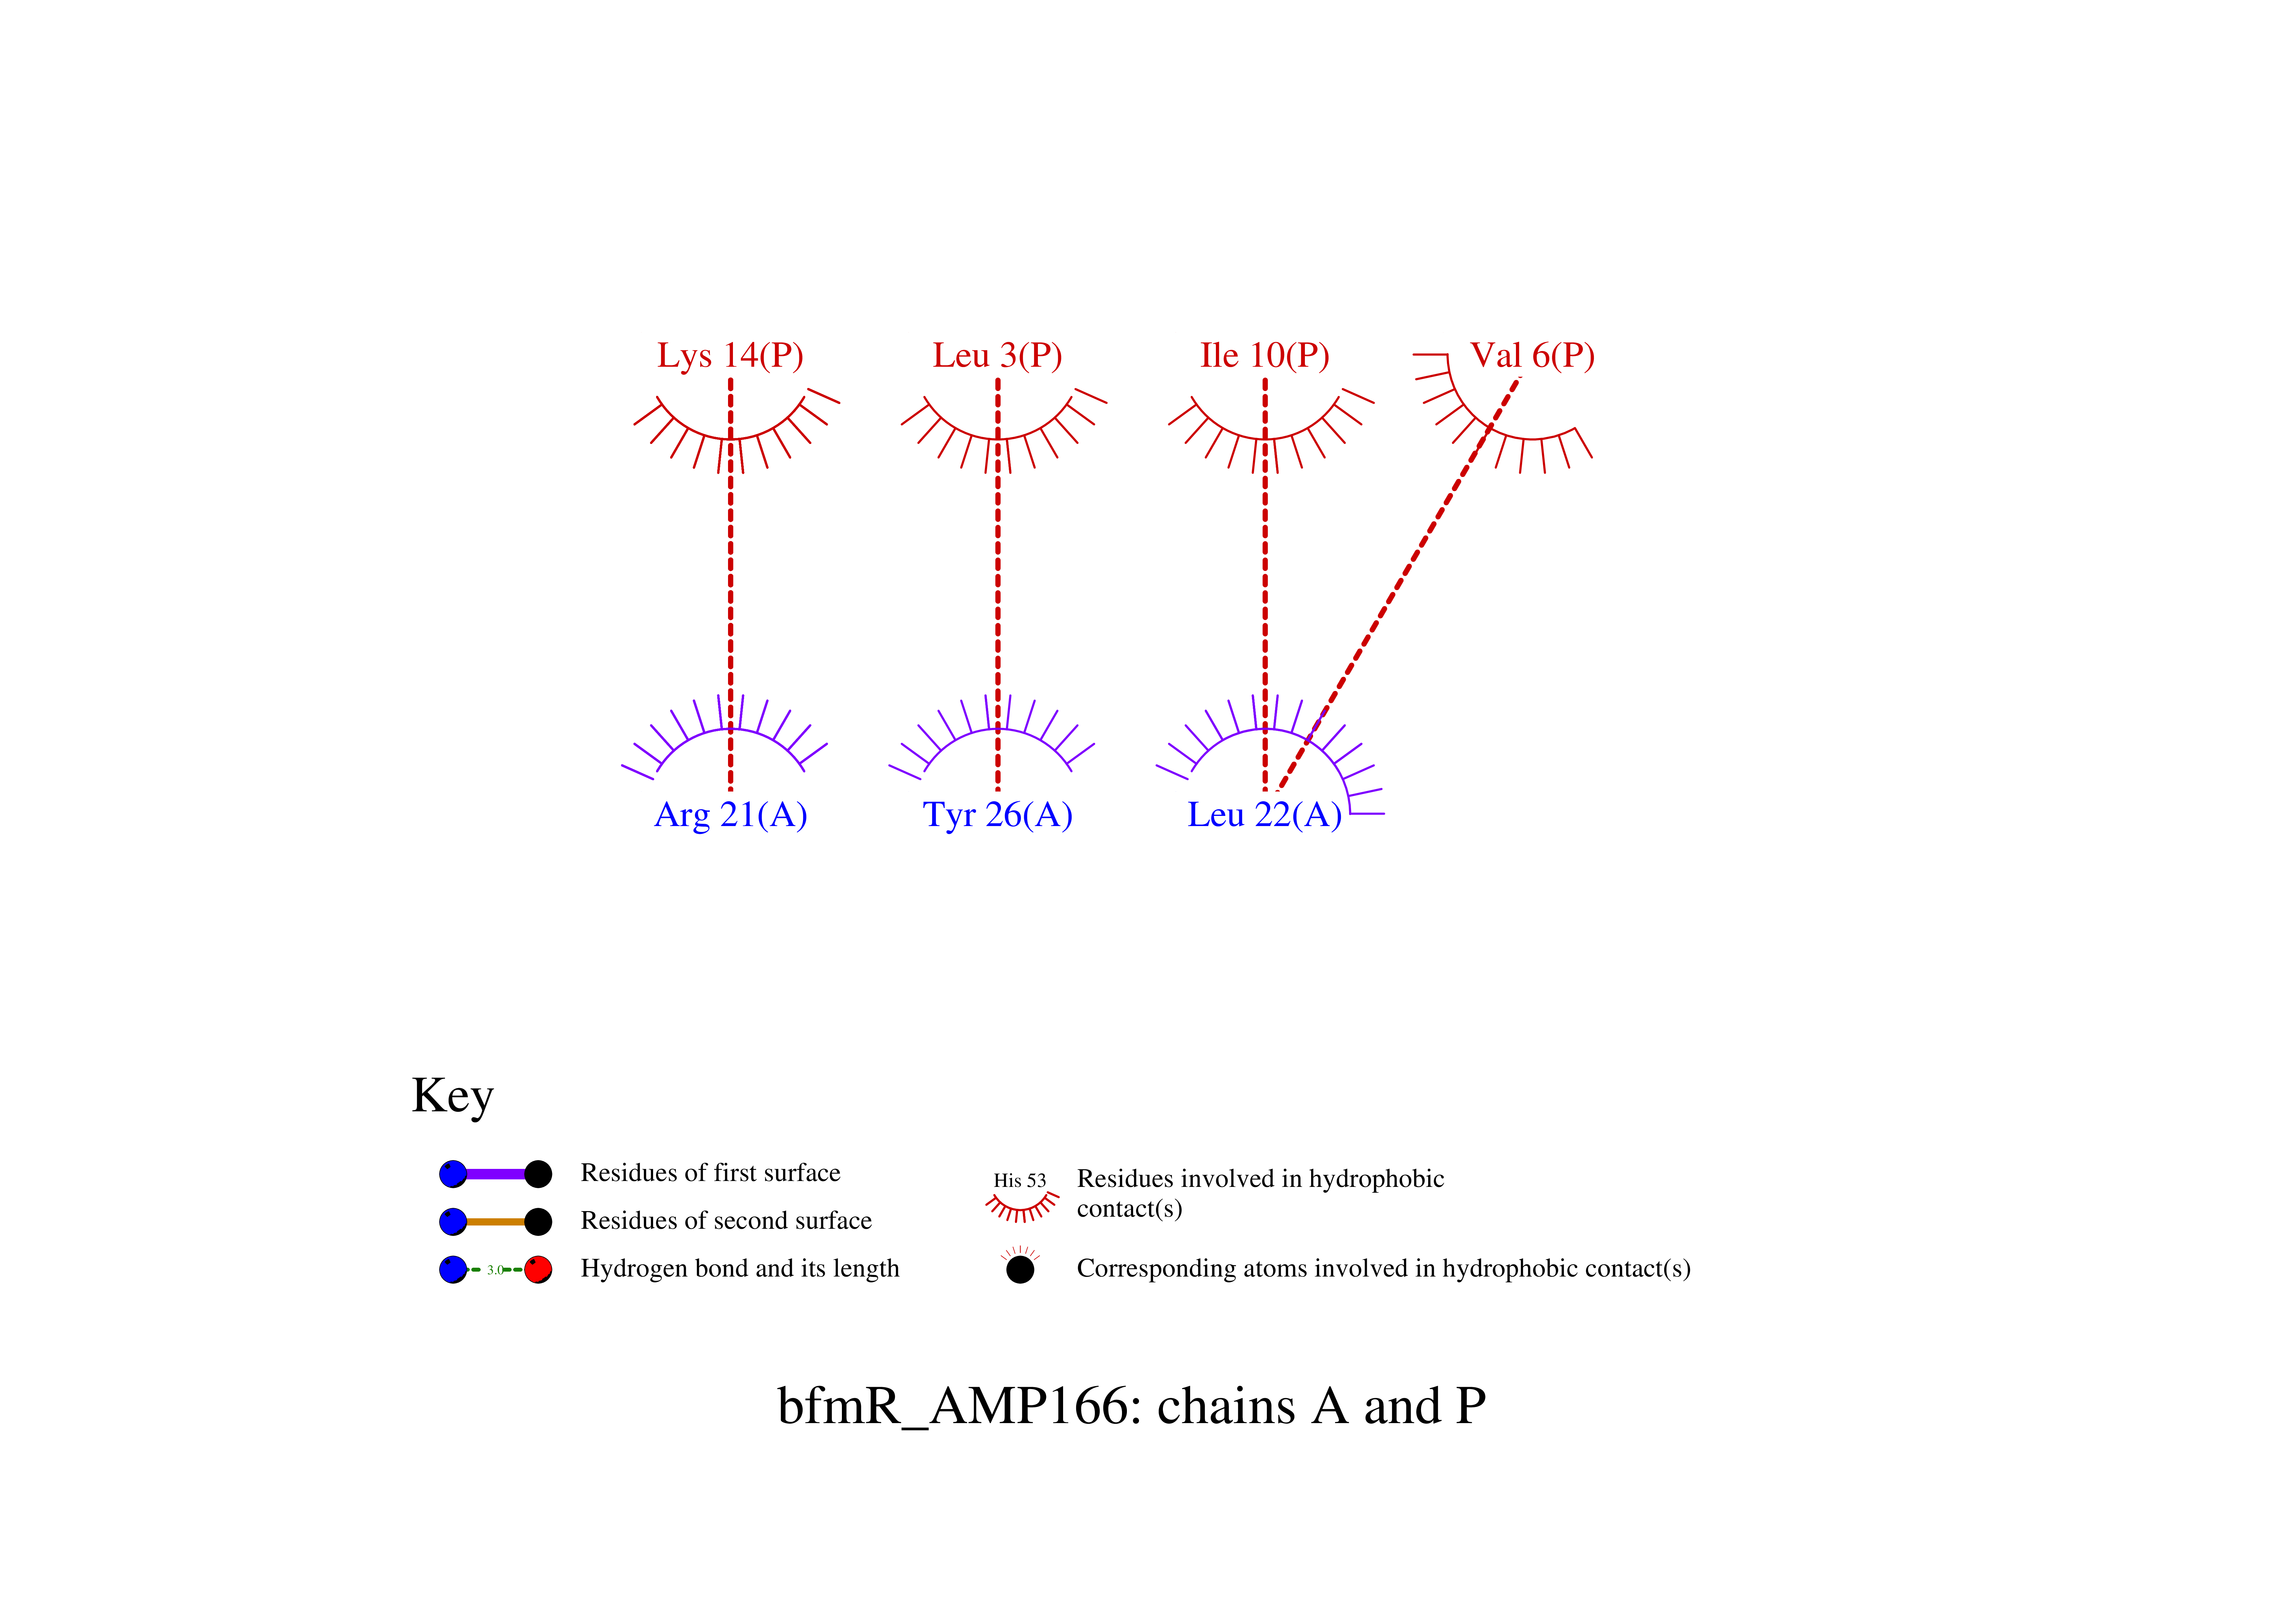 Lys 14(P) Leu 3(P) Ile 10(P) Val 6(P)
Arg 21(A) Tyr 26(A) Leu 22(A)
Key
Residues of first surface
Residues of second surface
3.0 Hydrogen bond and its length
His 53 Residues involved in hydrophobic
contact(s)
Corresponding atoms involved in hydrophobic contact(s)
bfmR_AMP166: chains A and P